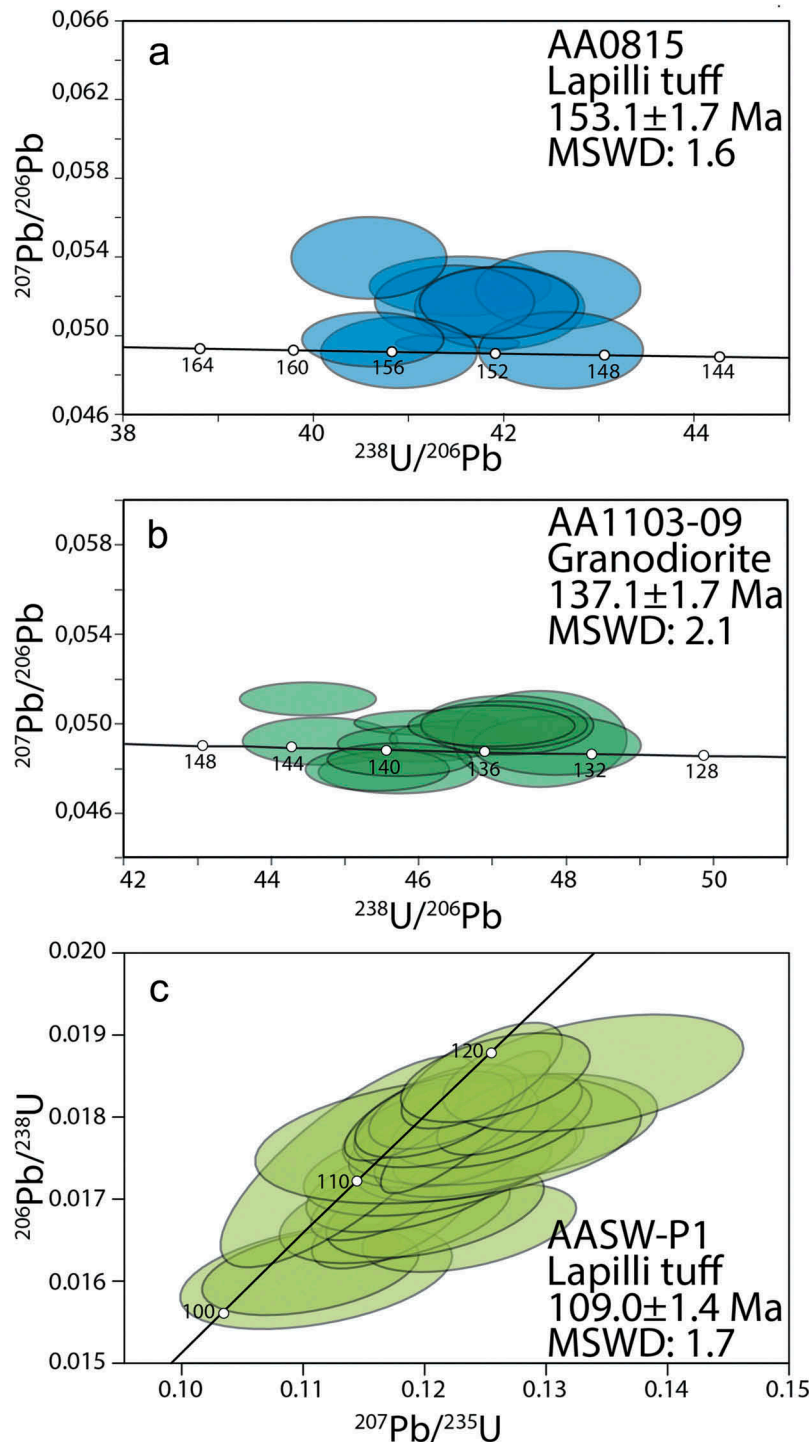 a
AA0815
Lapilli tuff
153.1±1.7 Ma
MSWD: 1.6
0,066
0,062
0,058
0,054
0,050
0,046
²⁰⁷Pb/²⁰⁶Pb
164 160 156 152 148 144
38 40 42 44
²³⁸U/²⁰⁶Pb
b
AA1103-09
Granodiorite
137.1±1.7 Ma
MSWD: 2.1
0,058
0,054
0,050
0,046
²⁰⁷Pb/²⁰⁶Pb
148 144 140 136 132 128
42 44 46 48 50
²³⁸U/²⁰⁶Pb
c
0.020
0.019
0.018
0.017
0.016
0.015
²⁰⁶Pb/²³⁸U
120
110
100
AASW-P1
Lapilli tuff
109.0±1.4 Ma
MSWD: 1.7
0.10 0.11 0.12 0.13 0.14 0.15
²⁰⁷Pb/²³⁵U